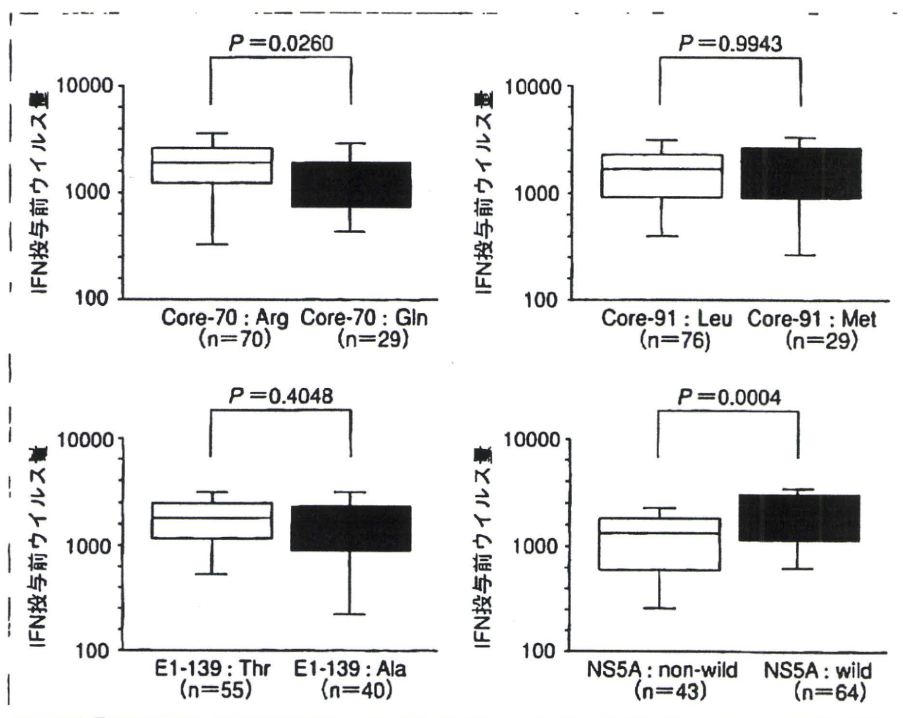 P=0.0260
IFN投与前ウイルス量
10000
1000
100
Core-70 : Arg Core-70 : Gln
(n=70) (n=29)
P=0.9943
IFN投与前ウイルス量
10000
1000
100
Core-91 : Leu Core-91 : Met
(n=76) (n=29)
P=0.4048
IFN投与前ウイルス量
10000
1000
100
E1-139 : Thr E1-139 : Ala
(n=55) (n=40)
P=0.0004
IFN投与前ウイルス量
10000
1000
100
NS5A : non-wild NS5A : wild
(n=43) (n=64)